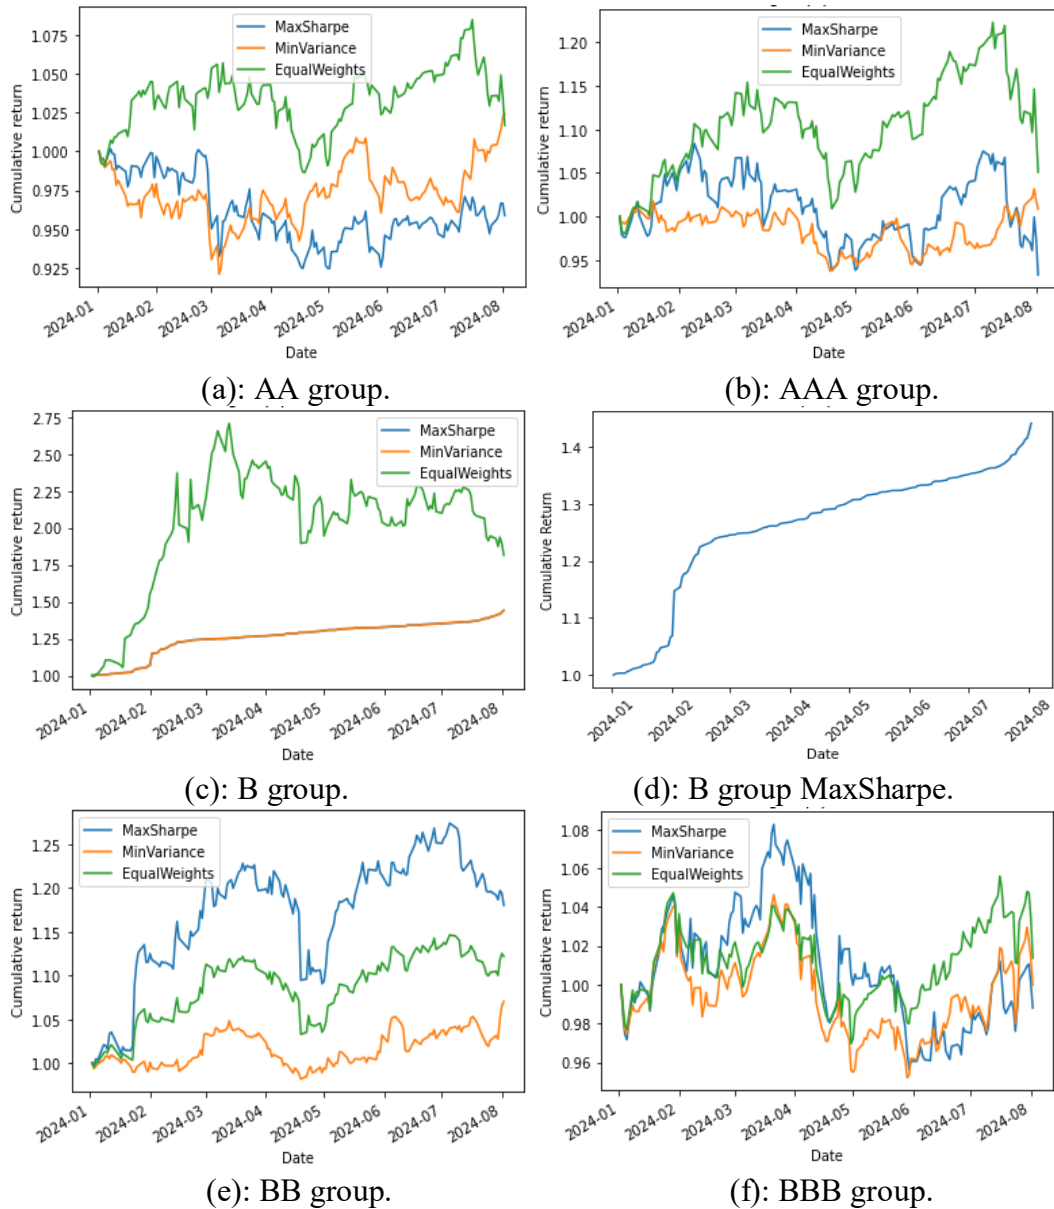 MaxSharpe
MinVariance
EqualWeights
1.075
1.050
1.025
1.000
0.975
0.950
0.925
Cumulative return
2024-01
2024-02
2024-03
2024-04
2024-05
2024-06
2024-07
2024-08
Date
(a): AA group.
MaxSharpe
MinVariance
EqualWeights
1.20
1.15
1.10
1.05
1.00
0.95
Cumulative return
2024-01
2024-02
2024-03
2024-04
2024-05
2024-06
2024-07
2024-08
Date
(b): AAA group.
MaxSharpe
MinVariance
EqualWeights
2.75
2.50
2.25
2.00
1.75
1.50
1.25
1.00
Cumulative return
2024-01
2024-02
2024-03
2024-04
2024-05
2024-06
2024-07
2024-08
Date
(c): B group.
1.4
1.3
1.2
1.1
1.0
Cumulative Return
2024-01
2024-02
2024-03
2024-04
2024-05
2024-06
2024-07
2024-08
Date
(d): B group MaxSharpe.
MaxSharpe
MinVariance
EqualWeights
1.25
1.20
1.15
1.10
1.05
1.00
Cumulative return
2024-01
2024-02
2024-03
2024-04
2024-05
2024-06
2024-07
2024-08
Date
(e): BB group.
MaxSharpe
MinVariance
EqualWeights
1.08
1.06
1.04
1.02
1.00
0.98
0.96
Cumulative return
2024-01
2024-02
2024-03
2024-04
2024-05
2024-06
2024-07
2024-08
Date
(f): BBB group.